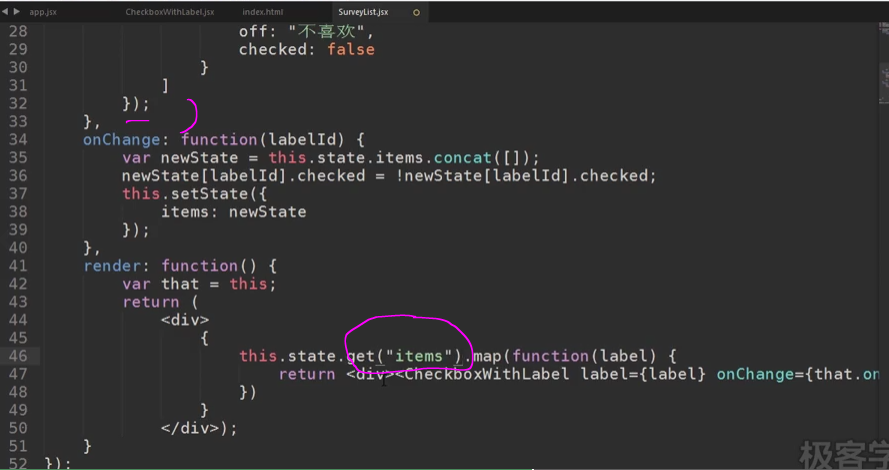 app.jsx CheckboxWithLabel.jsx index.html SurveyList.jsx
28 off: "不喜欢",
29 checked: false
30 }
31 ]
32 });
33 },
34 onChange: function(labelId) {
35 var newState = this.state.items.concat([]);
36 newState[labelId].checked = !newState[labelId].checked;
37 this.setState({
38 items: newState
39 });
40 },
41 render: function() {
42 var that = this;
43 return (
44 <div>
45 {
46 this.state.get("items").map(function(label) {
47 return <div><CheckboxWithLabel label={label} onChange={that.on
48 })
49 }
50 </div>);
51 }
52 });
极客学